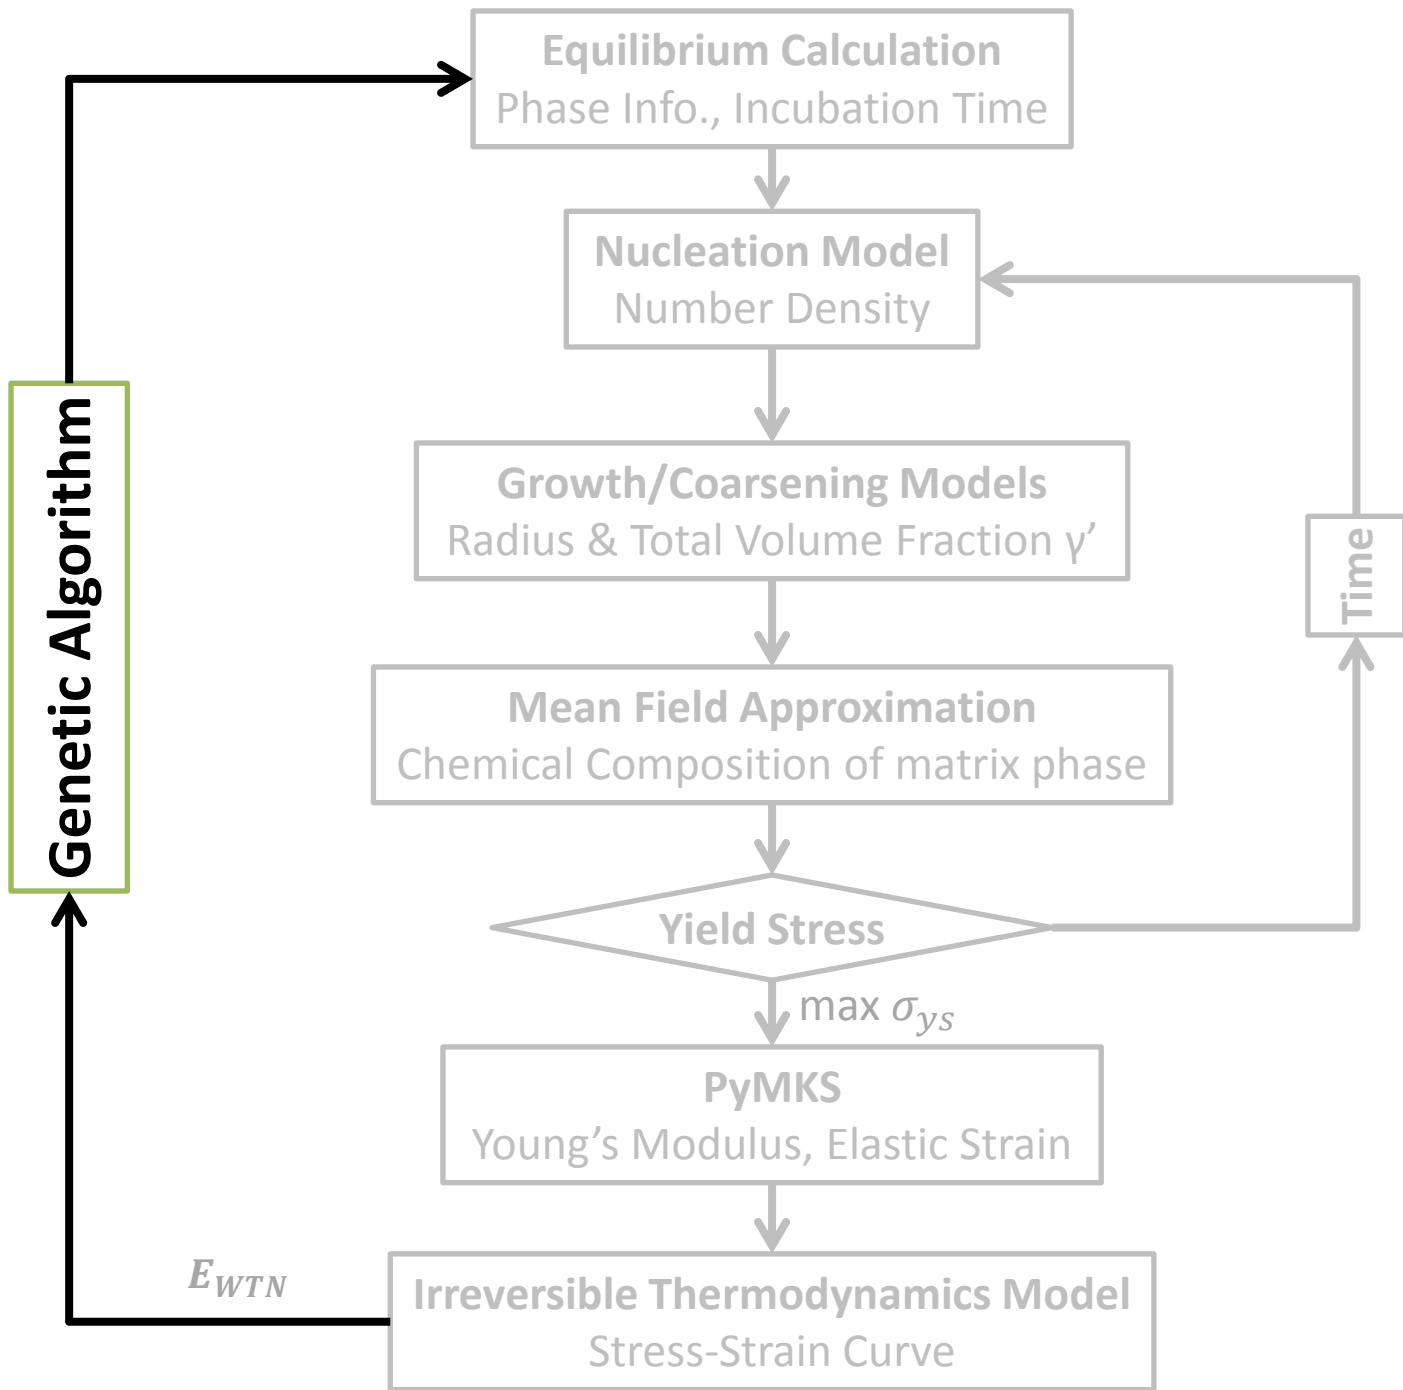 Equilibrium Calculation
Phase Info., Incubation Time
Nucleation Model
Number Density
Growth/Coarsening Models
Radius & Total Volume Fraction γ’
Genetic Algorithm
Time
Mean Field Approximation
Chemical Composition of matrix phase
Yield Stress
max σ_ys
PyMKS
Young’s Modulus, Elastic Strain
E_WTN
Irreversible Thermodynamics Model
Stress-Strain Curve